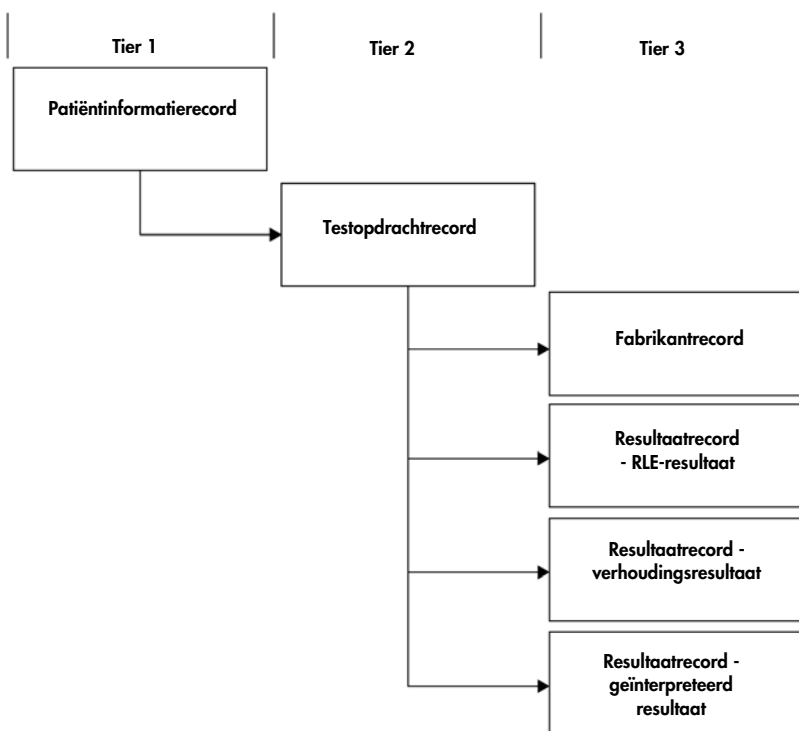 Tier 1
Tier 2
Tier 3
Patiëntinformatierecord
Testopdrachtrecord
Fabrikantrecord
Resultaatrecord
- RLE-resultaat
Resultaatrecord -
verhoudingsresultaat
Resultaatrecord -
geïnterpreteerd
resultaat